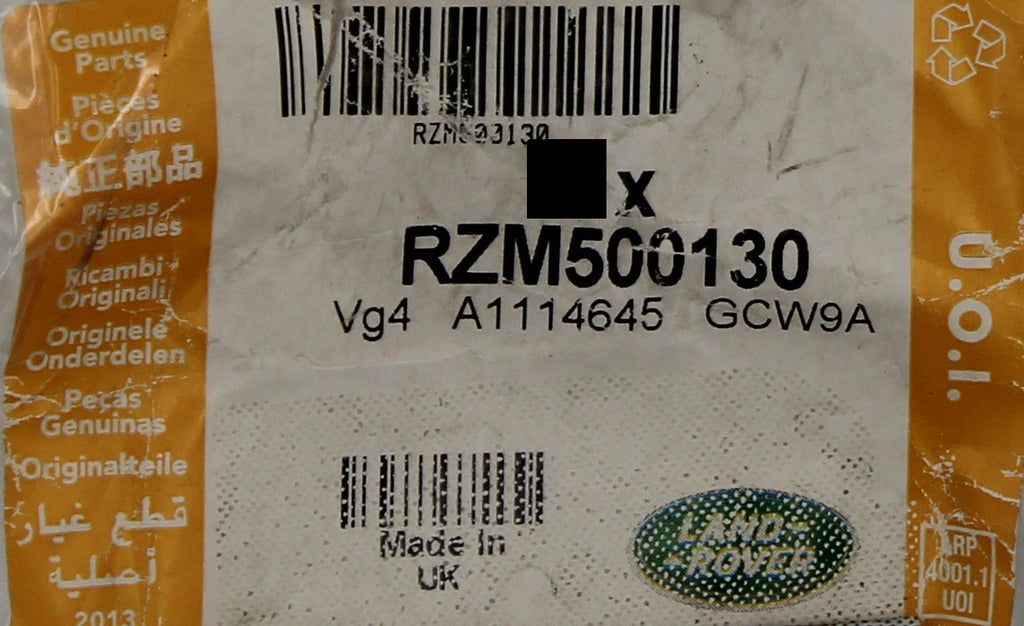 Genuine
Parts
Pièces
d'Origine
純正部品
Piezas
Originales
Ricambi
Originali
Originele
Onderdelen
Peças
Genuinas
Originalteile
قطع غيار
أصلية
2013
RZM500130
x
RZM500130
Vg4 A1114645 GCW9A
Made In
UK
LAND-
-ROVER
U.O.I.
ARP
4001.1
UOI